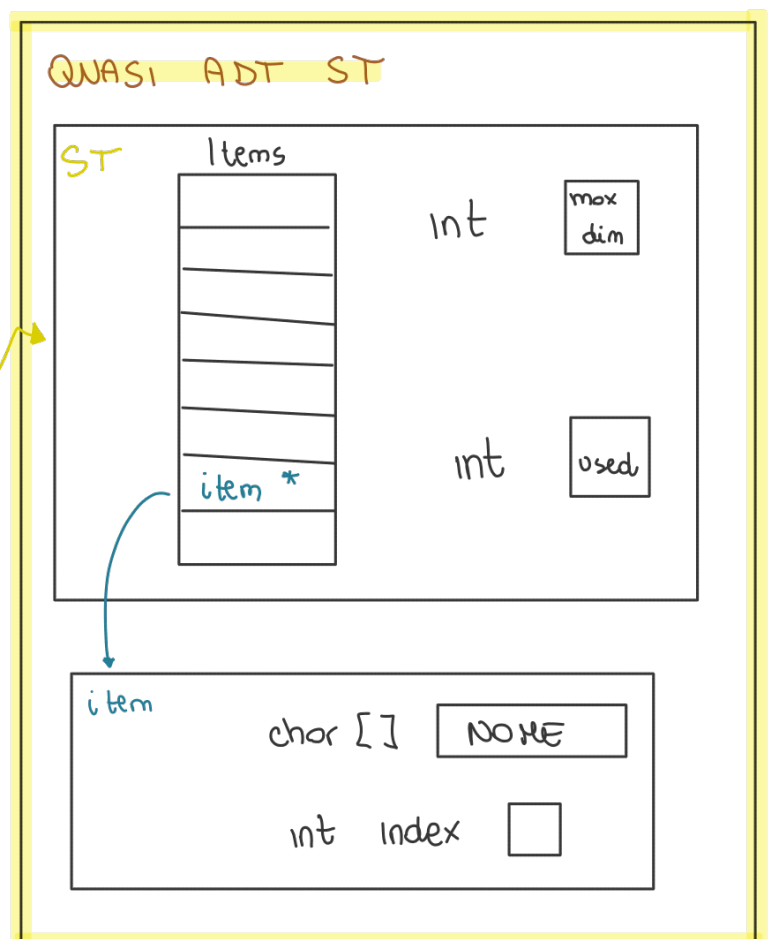 QUASI ADT ST
ST
Items
int
max
dim
int
used
item *
item
char []
NOME
int index